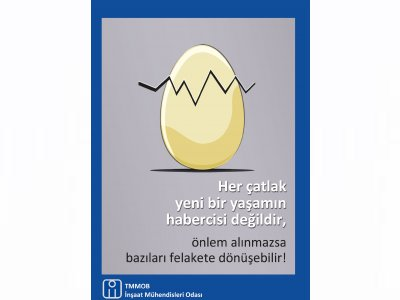 Her çatlak
yeni bir yaşamın
habercisi değildir,
önlem alınmazsa
bazıları felakete dönüşebilir!
TMMOB
İnşaat Mühendisleri Odası